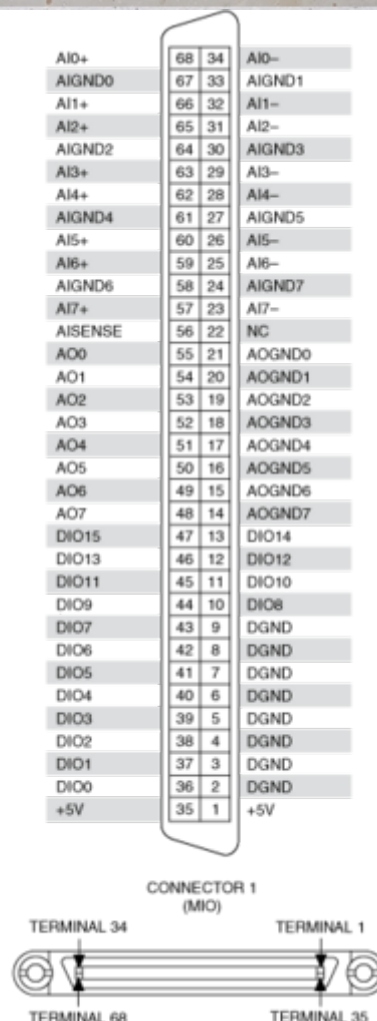 AI0+ 68 34 AI0–
AIGND0 67 33 AIGND1
AI1+ 66 32 AI1–
AI2+ 65 31 AI2–
AIGND2 64 30 AIGND3
AI3+ 63 29 AI3–
AI4+ 62 28 AI4–
AIGND4 61 27 AIGND5
AI5+ 60 26 AI5–
AI6+ 59 25 AI6–
AIGND6 58 24 AIGND7
AI7+ 57 23 AI7–
AISENSE 56 22 NC
AO0 55 21 AOGND0
AO1 54 20 AOGND1
AO2 53 19 AOGND2
AO3 52 18 AOGND3
AO4 51 17 AOGND4
AO5 50 16 AOGND5
AO6 49 15 AOGND6
AO7 48 14 AOGND7
DIO15 47 13 DIO14
DIO13 46 12 DIO12
DIO11 45 11 DIO10
DIO9 44 10 DIO8
DIO7 43 9 DGND
DIO6 42 8 DGND
DIO5 41 7 DGND
DIO4 40 6 DGND
DIO3 39 5 DGND
DIO2 38 4 DGND
DIO1 37 3 DGND
DIO0 36 2 DGND
+5V 35 1 +5V
CONNECTOR 1
(MIO)
TERMINAL 34 TERMINAL 1
TERMINAL 68 TERMINAL 35